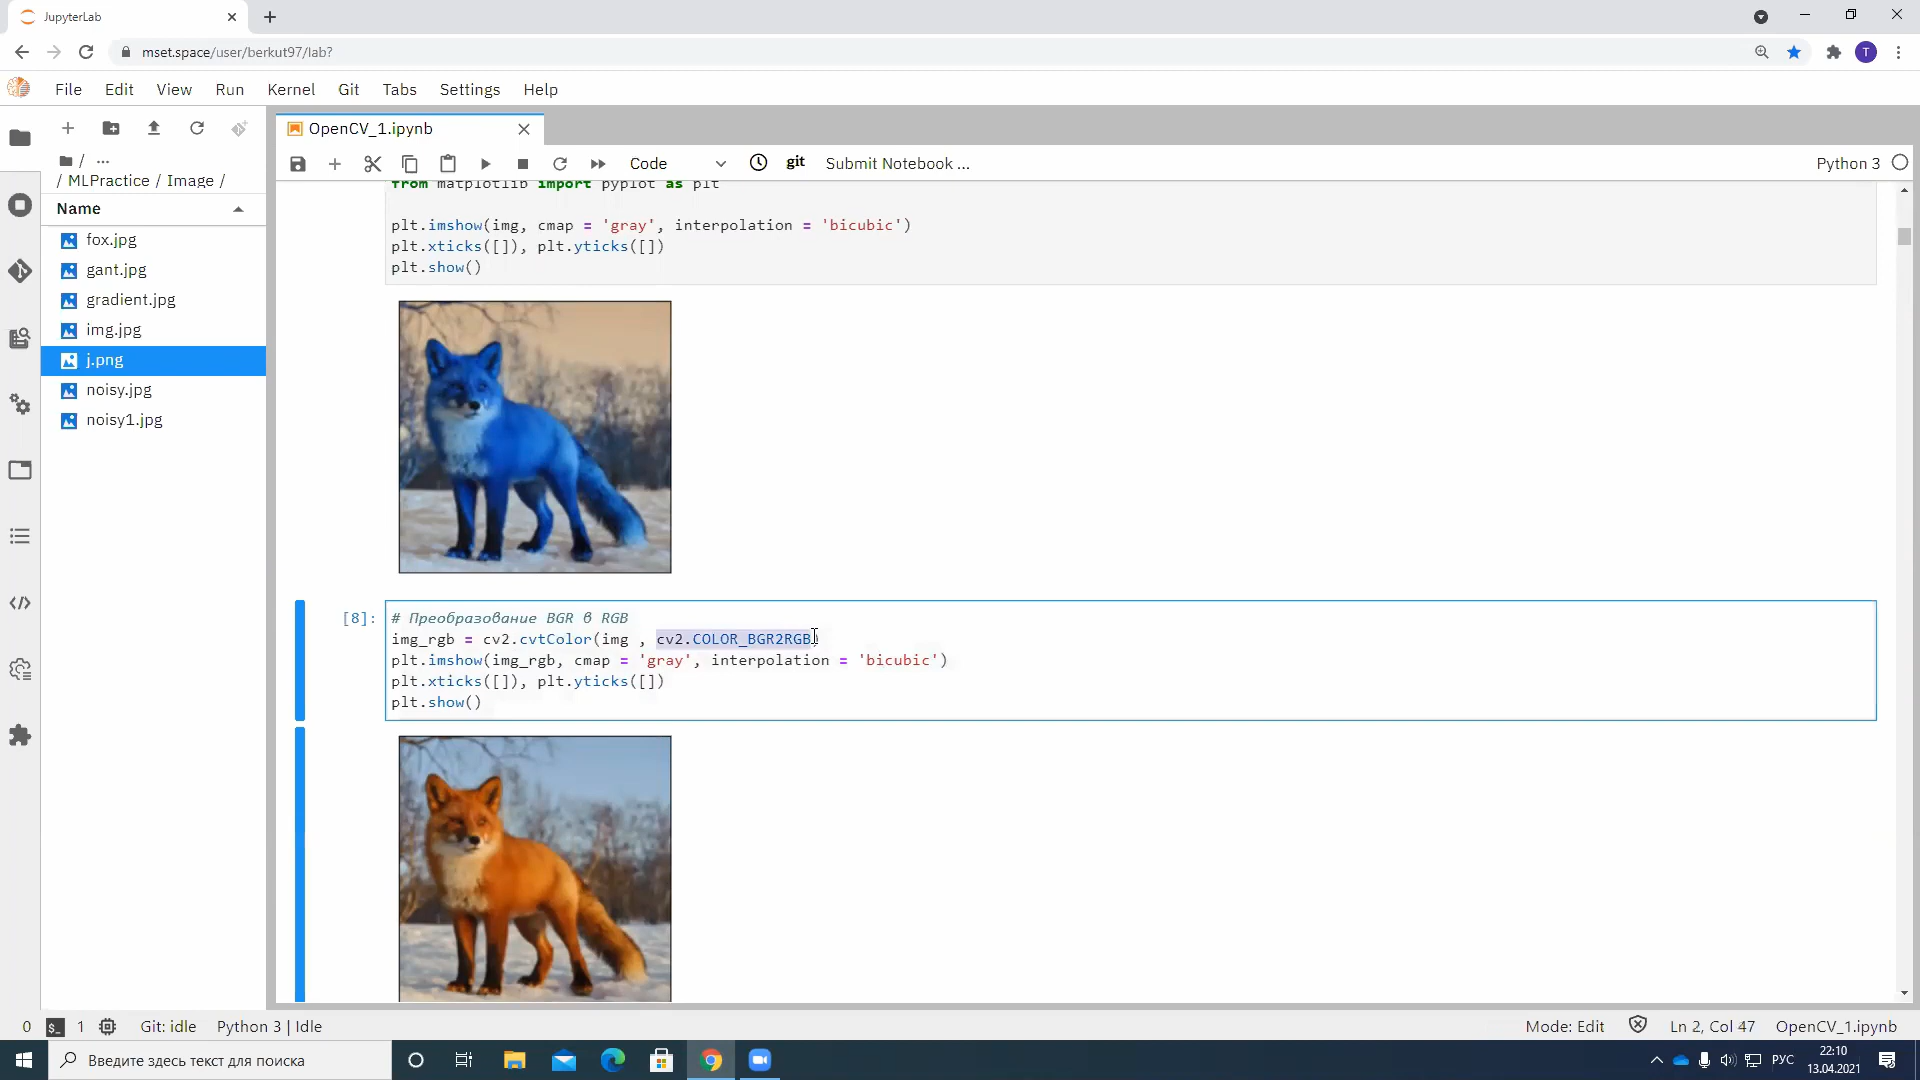 JupyterLab
mset.space/user/berkut97/lab?
T
File Edit View Run Kernel Git Tabs Settings Help
OpenCV_1.ipynb
Code git Submit Notebook ... Python 3
/ ...
/ MLPractice / Image /
Name
fox.jpg
gant.jpg
gradient.jpg
img.jpg
j.png
noisy.jpg
noisy1.jpg
from matplotlib import pyplot as plt
plt.imshow(img, cmap = 'gray', interpolation = 'bicubic')
plt.xticks([]), plt.yticks([])
plt.show()
[8]: # Преобразование BGR в RGB
img_rgb = cv2.cvtColor(img , cv2.COLOR_BGR2RGB)
plt.imshow(img_rgb, cmap = 'gray', interpolation = 'bicubic')
plt.xticks([]), plt.yticks([])
plt.show()
0 $_ 1 Git: idle Python 3 | Idle Mode: Edit Ln 2, Col 47 OpenCV_1.ipynb
Введите здесь текст для поиска
РУС
22:10
13.04.2021